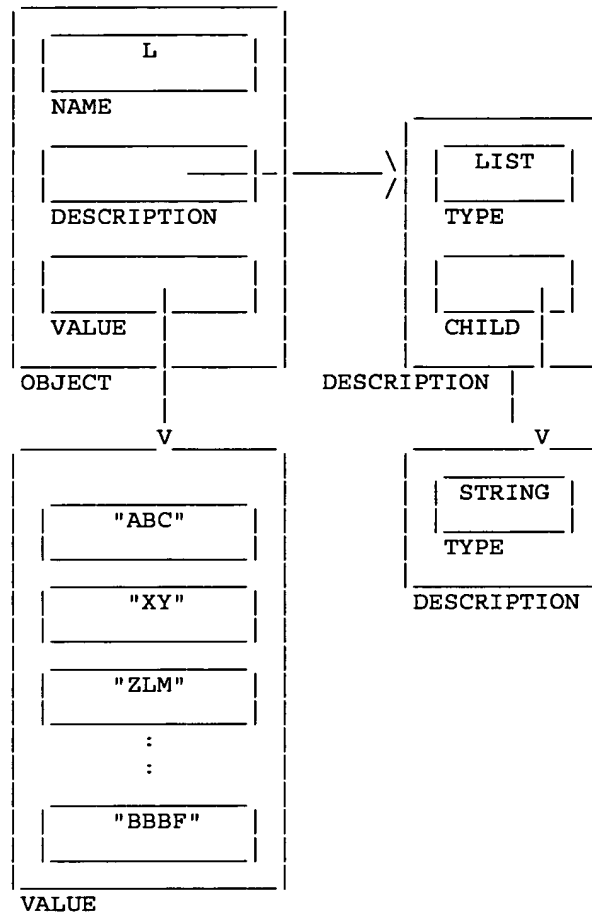 L
NAME
LIST
DESCRIPTION
TYPE
VALUE
CHILD
OBJECT
DESCRIPTION
V
V
STRING
"ABC"
TYPE
"XY"
DESCRIPTION
"ZLM"
:
:
"BBBF"
VALUE